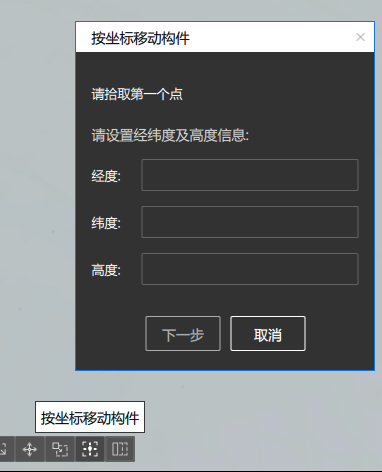 按坐标移动构件
请拾取第一个点
请设置经纬度及高度信息:
经度:
纬度:
高度:
下一步 取消
按坐标移动构件